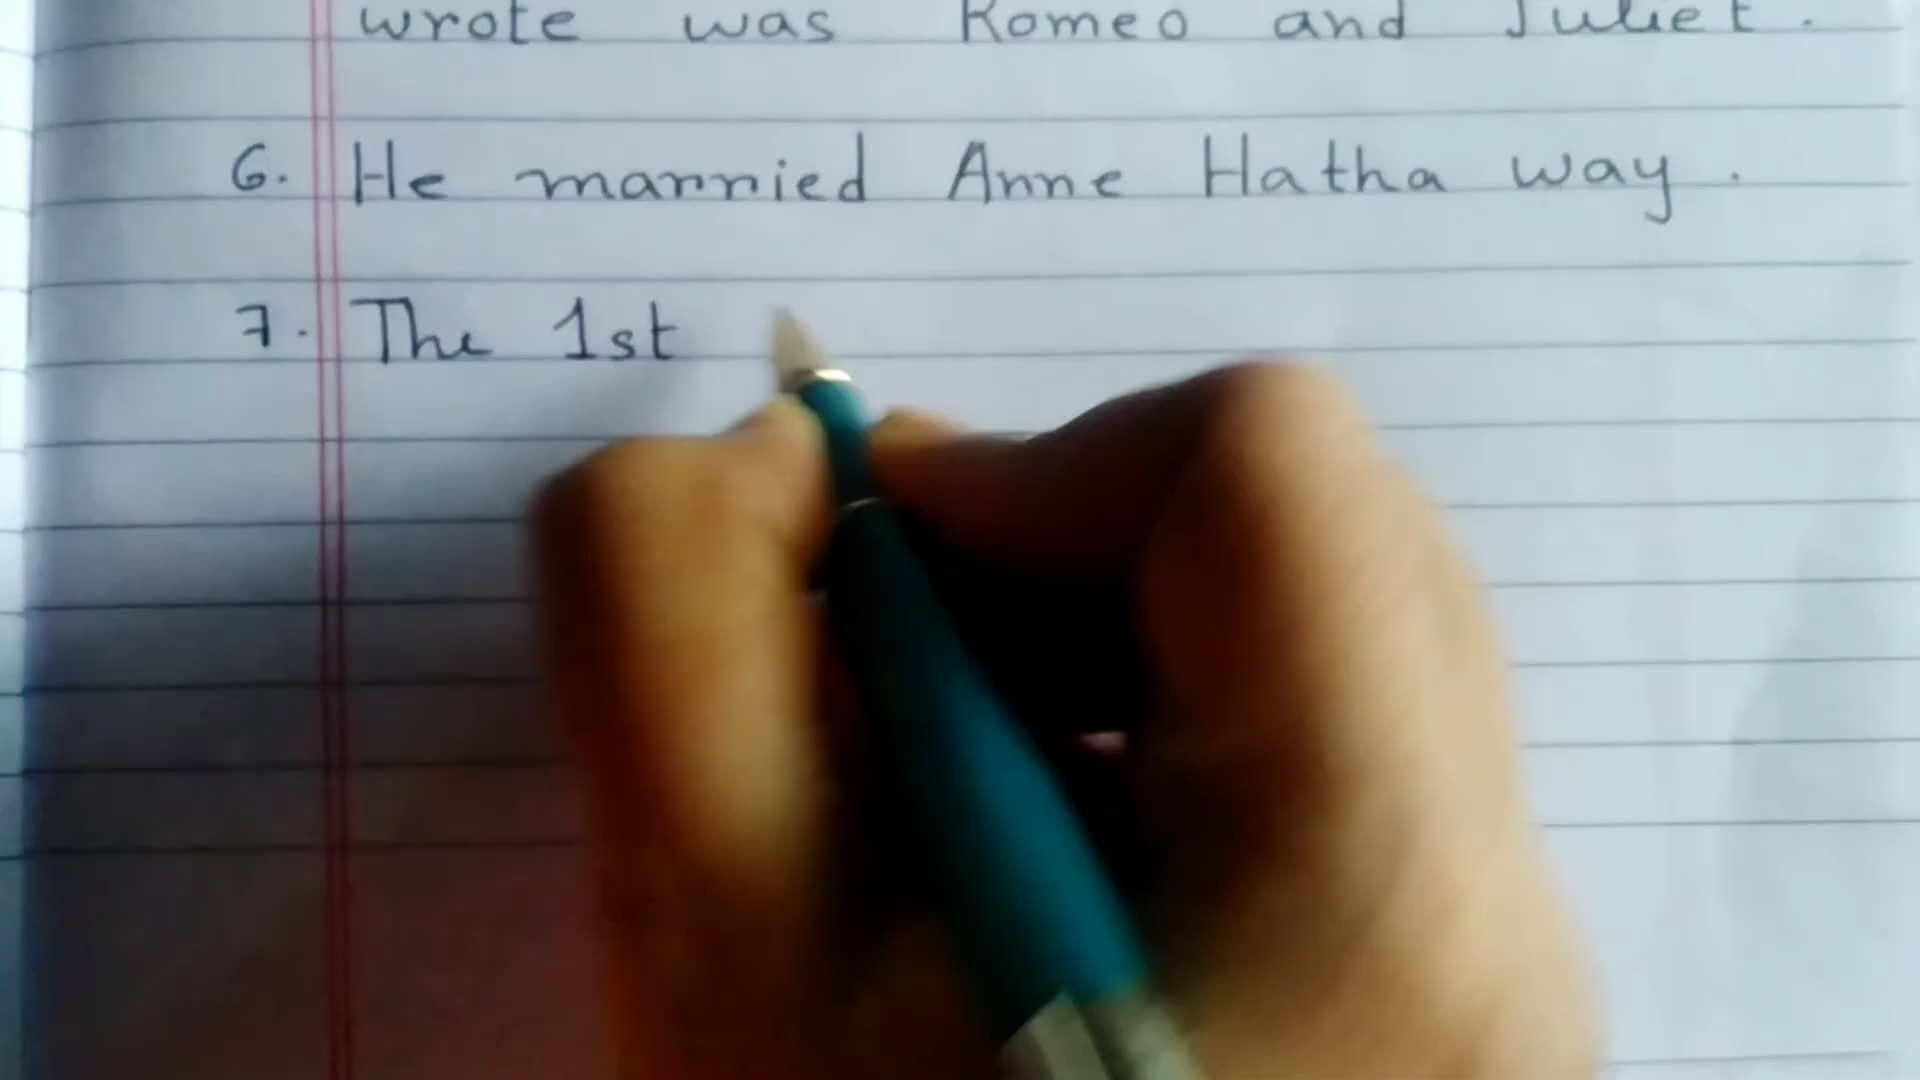 wrote was Romeo and Juliet.
6. He married Anne Hatha way.
7. The 1st